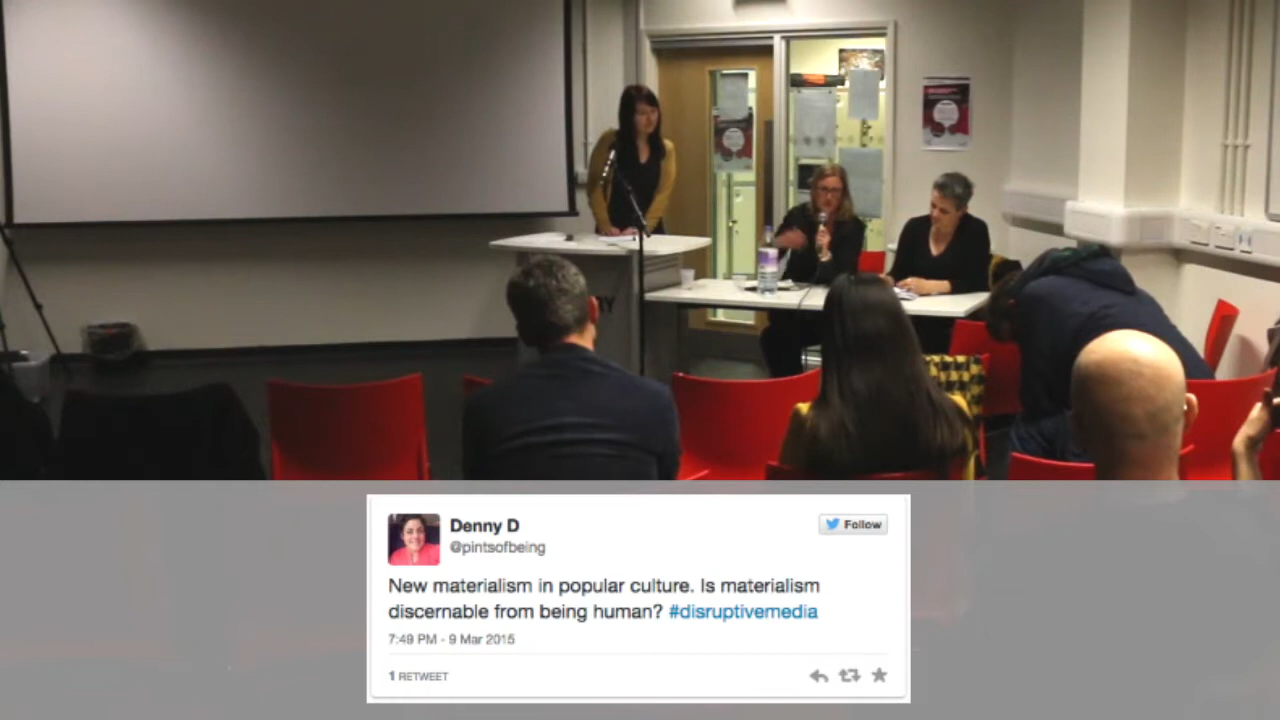 Denny D
Follow
@pintsofbeing
New materialism in popular culture. Is materialism
discernable from being human? #disruptivemedia
7:49 PM - 9 Mar 2015
1 RETWEET